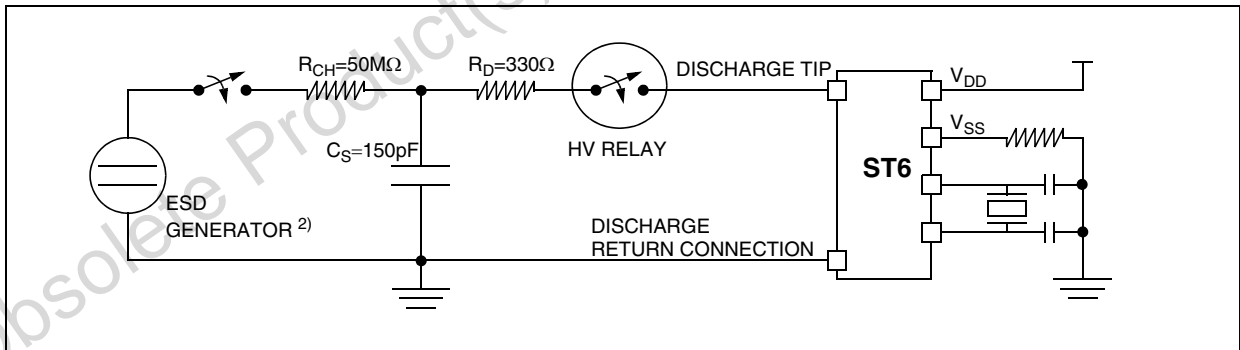 R_CH=50MΩ
R_D=330Ω
DISCHARGE TIP
V_DD
C_S=150pF
HV RELAY
V_SS
ST6
ESD
GENERATOR 2)
DISCHARGE
RETURN CONNECTION
Obsolete Product(s)